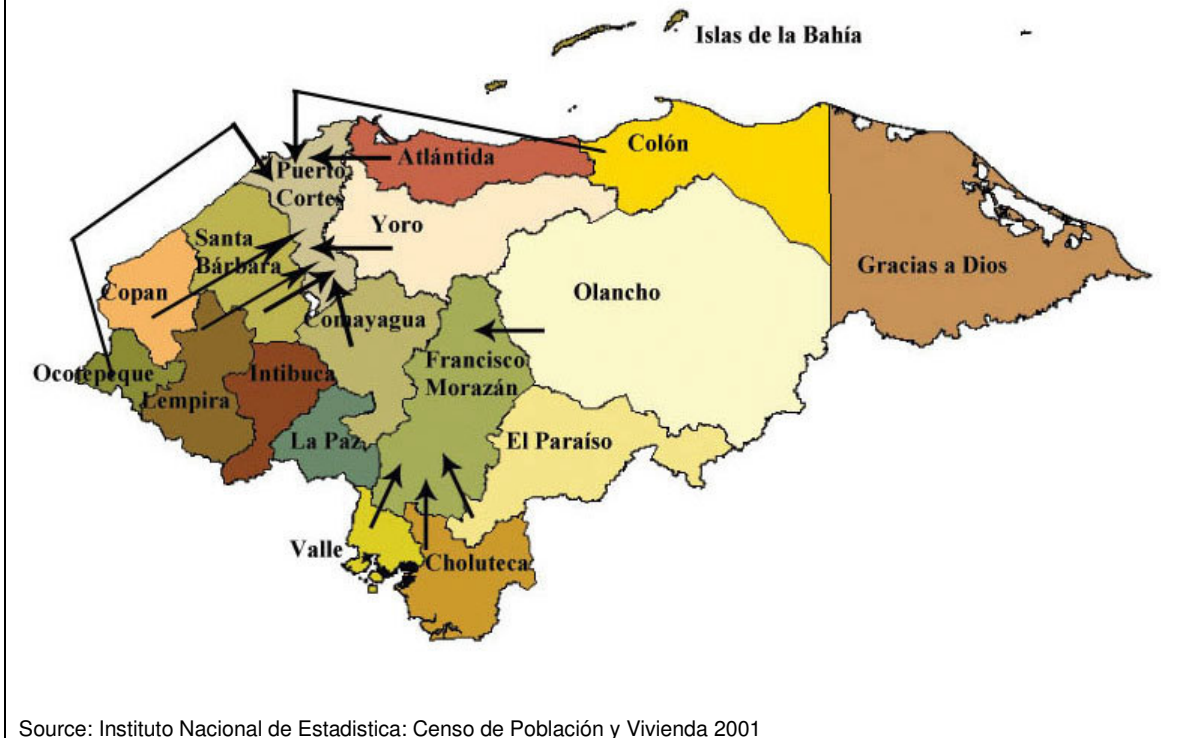 Islas de la Bahía
Colón
Atlántida
Puerto
Cortes
Yoro
Santa
Bárbara
Gracias a Dios
Copan
Olancho
Comayagua
Francisco
Morazán
Ocotepeque
Intibuca
Lempira
La Paz
El Paraíso
Valle
Choluteca
Source: Instituto Nacional de Estadistica: Censo de Población y Vivienda 2001